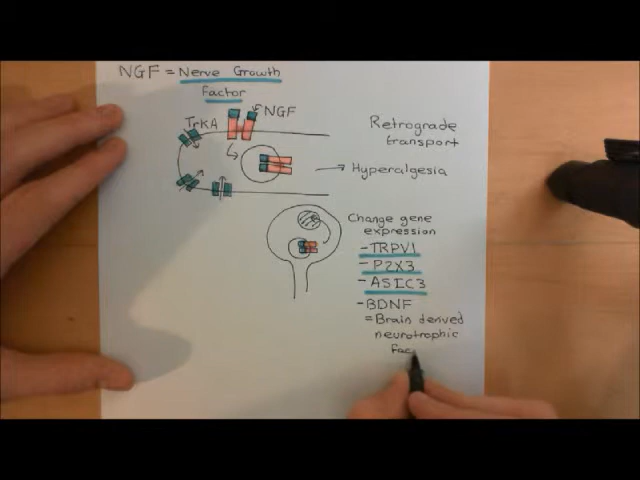 NGF = Nerve Growth
Factor
TrkA
NGF
Retrograde
transport
→ Hyperalgesia
Change gene
expression
- TRPV1
- P2X3
- ASIC3
- BDNF
= Brain derived
neurotrophic
Fac